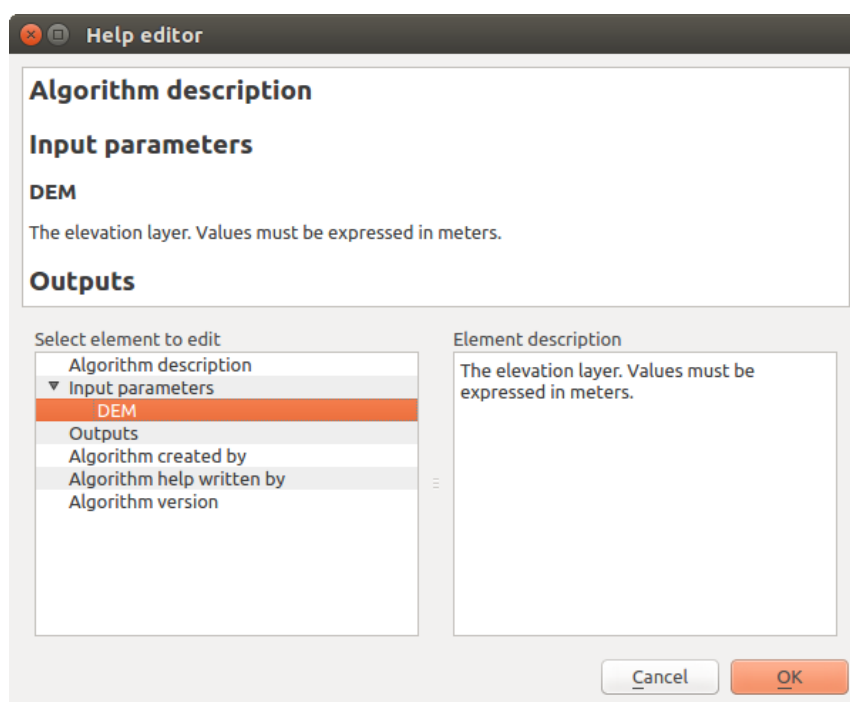 Help editor
Algorithm description
Input parameters
DEM
The elevation layer. Values must be expressed in meters.
Outputs
Select element to edit
Algorithm description
Input parameters
DEM
Outputs
Algorithm created by
Algorithm help written by
Algorithm version
Element description
The elevation layer. Values must be
expressed in meters.
Cancel
OK